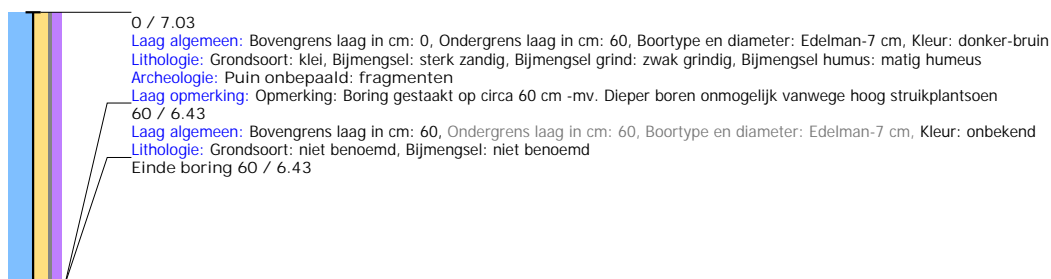 0 / 7.03
Laag algemeen: Bovengrens laag in cm: 0, Ondergrens laag in cm: 60, Boortype en diameter: Edelman-7 cm, Kleur: donker-bruin
Lithologie: Grondsoort: klei, Bijmengsel: sterk zandig, Bijmengsel grind: zwak grindig, Bijmengsel humus: matig humeus
Archeologie: Puin onbepaald: fragmenten
Laag opmerking: Opmerking: Boring gestaakt op circa 60 cm -mv. Dieper boren onmogelijk vanwege hoog struikplantsoen
60 / 6.43
Laag algemeen: Bovengrens laag in cm: 60, Ondergrens laag in cm: 60, Boortype en diameter: Edelman-7 cm, Kleur: onbekend
Lithologie: Grondsoort: niet benoemd, Bijmengsel: niet benoemd
Einde boring 60 / 6.43